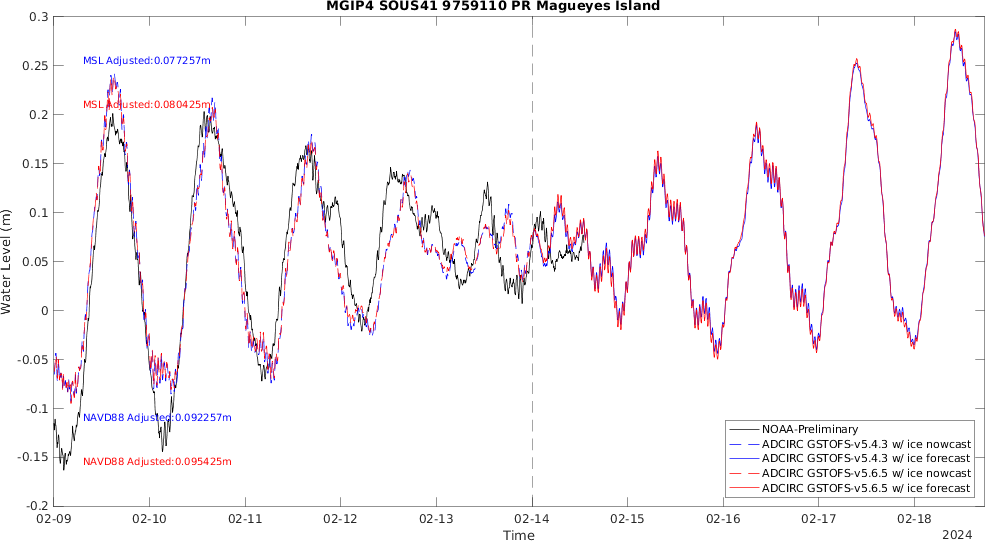 MGIP4 SOUS41 9759110 PR Magueyes Island
0.3
0.25
0.2
0.15
0.1
0.05
0
-0.05
-0.1
-0.15
-0.2
Water Level (m)
MSL Adjusted:0.077257m
MSL Adjusted:0.080425m
NAVD88 Adjusted:0.092257m
NAVD88 Adjusted:0.095425m
NOAA-Preliminary
ADCIRC GSTOFS-v5.4.3 w/ ice nowcast
ADCIRC GSTOFS-v5.4.3 w/ ice forecast
ADCIRC GSTOFS-v5.6.5 w/ ice nowcast
ADCIRC GSTOFS-v5.6.5 w/ ice forecast
02-09 02-10 02-11 02-12 02-13 02-14 02-15 02-16 02-17 02-18
Time
2024